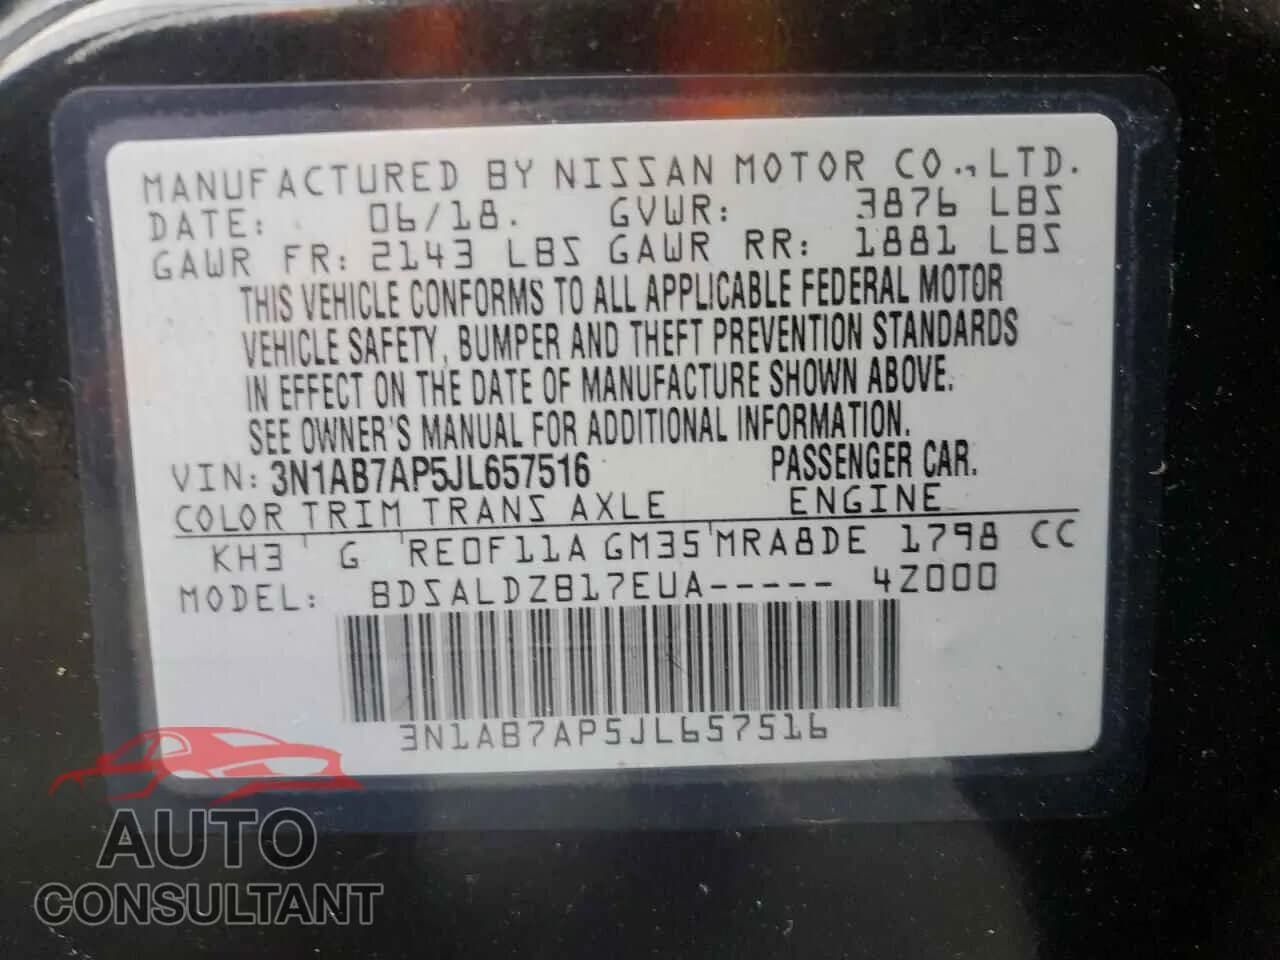 MANUFACTURED BY NISSAN MOTOR CO., LTD.
DATE: 06/18. GVWR: 3876 LBS
GAWR FR: 2143 LBS GAWR RR: 1881 LBS
THIS VEHICLE CONFORMS TO ALL APPLICABLE FEDERAL MOTOR
VEHICLE SAFETY, BUMPER AND THEFT PREVENTION STANDARDS
IN EFFECT ON THE DATE OF MANUFACTURE SHOWN ABOVE.
SEE OWNER'S MANUAL FOR ADDITIONAL INFORMATION.
VIN: 3N1AB7AP5JL657516 PASSENGER CAR.
COLOR TRIM TRANS AXLE ENGINE
KH3 G RE0F11A GM35 MRA8DE 1798 CC
MODEL: BDSALDZB17EUA----- 4Z000
3N1AB7AP5JL657516
AUTO
CONSULTANT